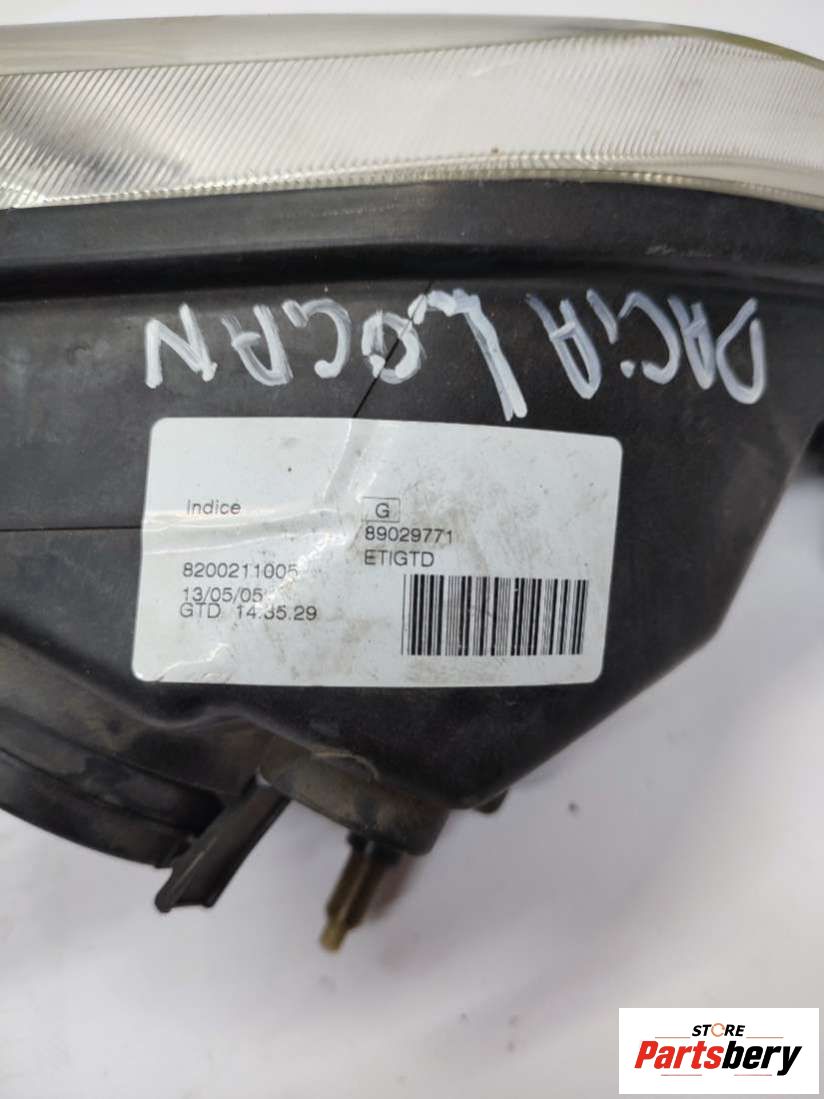 DACiA LOGAN
Indice
G
89029771
ETIGTD
8200211005
13/05/05
GTD 14.35.29
STORE
Partsbery